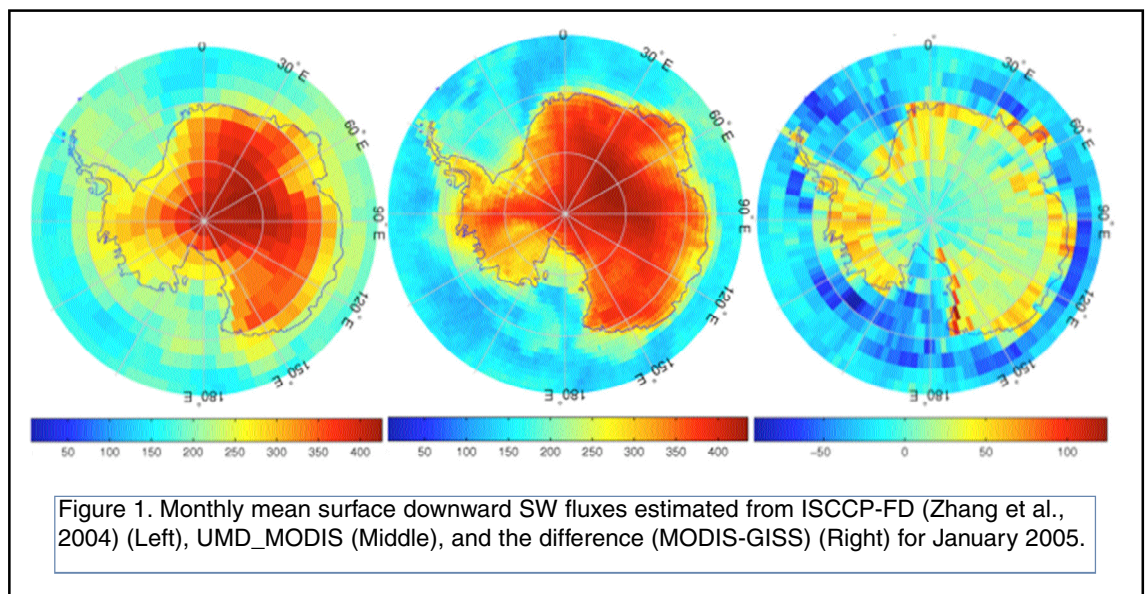 0
30° E
60° E
90° E
120° E
150° E
180° E
0
30° E
60° E
90° E
120° E
150° E
180° E
0°
30° E
60° E
90° E
120° E
150° E
180° E
50 100 150 200 250 300 350 400
50 100 150 200 250 300 350 400
-50 0 50 100
Figure 1. Monthly mean surface downward SW fluxes estimated from ISCCP-FD (Zhang et al.,
2004) (Left), UMD_MODIS (Middle), and the difference (MODIS-GISS) (Right) for January 2005.